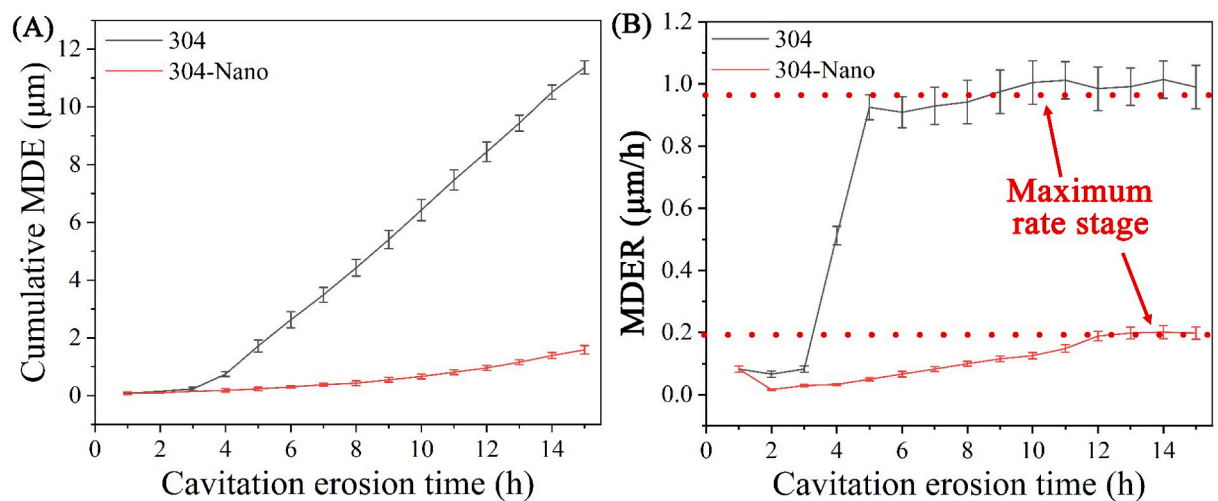 (A)
304
304-Nano
Cumulative MDE (μm)
12
10
8
6
4
2
0
0 2 4 6 8 10 12 14
Cavitation erosion time (h)
(B)
304
304-Nano
MDER (μm/h)
1.2
1.0
0.8
0.6
0.4
0.2
0.0
Maximum
rate stage
0 2 4 6 8 10 12 14
Cavitation erosion time (h)